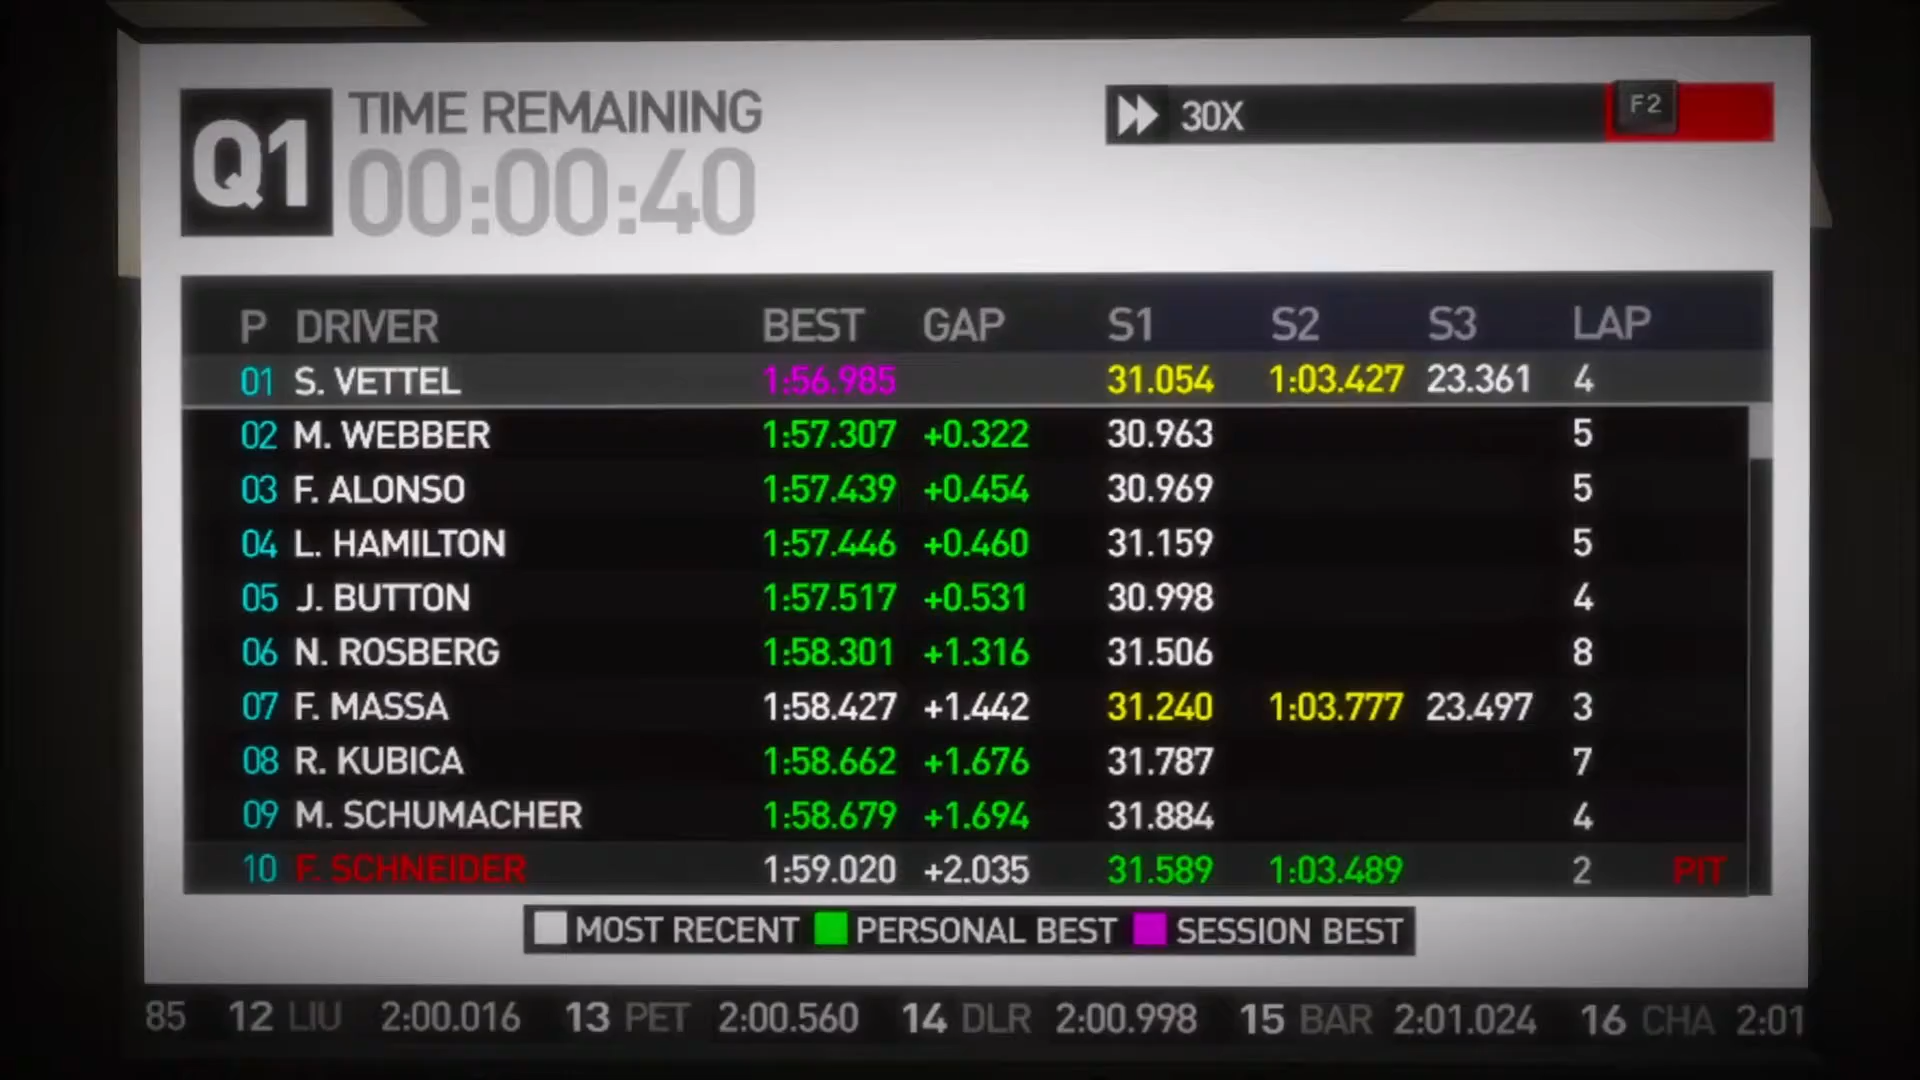 Q1 TIME REMAINING
00:00:40
30X F2
P DRIVER BEST GAP S1 S2 S3 LAP
01 S. VETTEL 1:56.985 31.054 1:03.427 23.361 4
02 M. WEBBER 1:57.307 +0.322 30.963 5
03 F. ALONSO 1:57.439 +0.454 30.969 5
04 L. HAMILTON 1:57.446 +0.460 31.159 5
05 J. BUTTON 1:57.517 +0.531 30.998 4
06 N. ROSBERG 1:58.301 +1.316 31.506 8
07 F. MASSA 1:58.427 +1.442 31.240 1:03.777 23.497 3
08 R. KUBICA 1:58.662 +1.676 31.787 7
09 M. SCHUMACHER 1:58.679 +1.694 31.884 4
10 F. SCHNEIDER 1:59.020 +2.035 31.589 1:03.489 2 PIT
MOST RECENT PERSONAL BEST SESSION BEST
85 12 LIU 2:00.016 13 PET 2:00.560 14 DLR 2:00.998 15 BAR 2:01.024 16 CHA 2:01